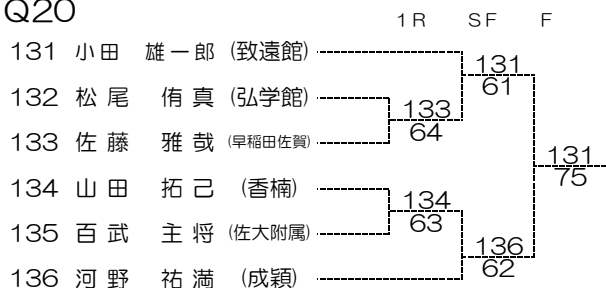 Q20
1R SF F
131 小田 雄一郎 (致遠館)
132 松尾 侑真 (弘学館)
133 佐藤 雅哉 (早稲田佐賀)
134 山田 拓己 (香楠)
135 百武 主将 (佐大附属)
136 河野 祐満 (成穎)
133
64
134
63
131
61
136
62
131
75